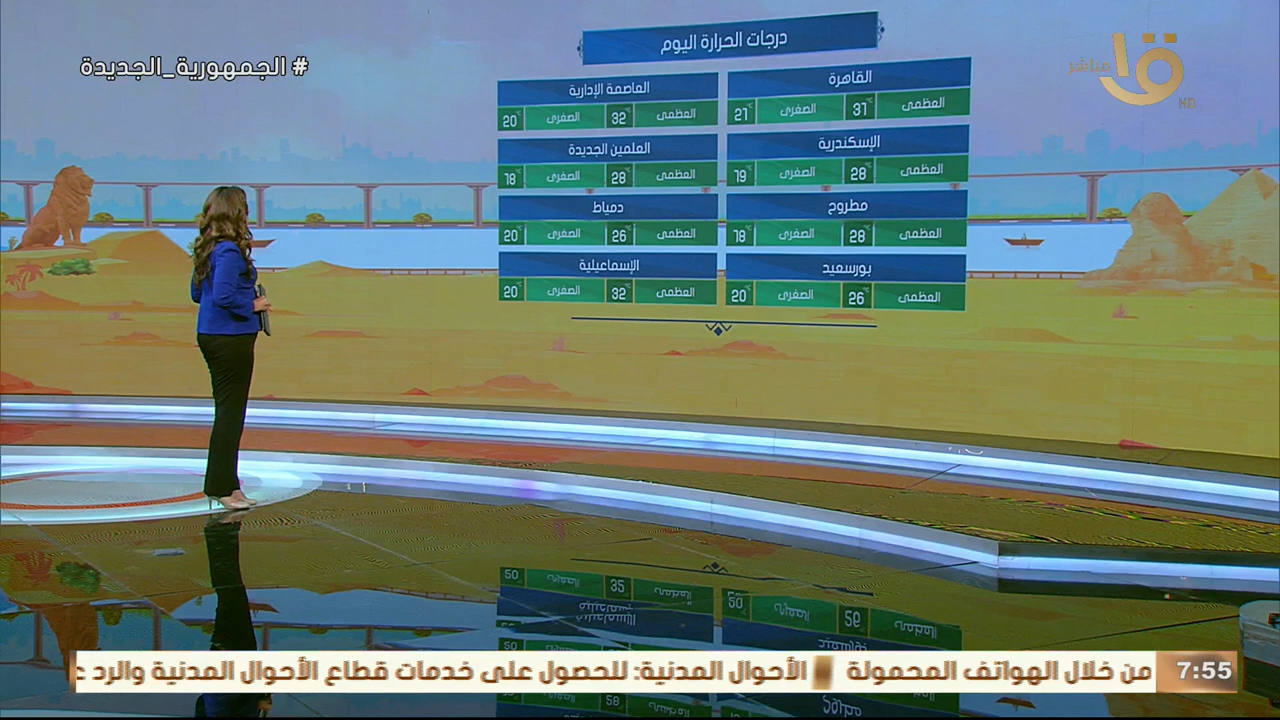 #الجمهورية_الجديدة
مباشر
HD
درجات الحرارة اليوم
القاهرة
العظمى 31°c الصغرى 21°c
العاصمة الإدارية
العظمى 32°c الصغرى 20°c
الإسكندرية
العظمى 28°c الصغرى 19°c
العلمين الجديدة
العظمى 28°c الصغرى 18°c
مطروح
العظمى 28°c الصغرى 18°c
دمياط
العظمى 26°c الصغرى 20°c
بورسعيد
العظمى 26°c الصغرى 20°c
الإسماعيلية
العظمى 32°c الصغرى 20°c
7:55
من خلال الهواتف المحمولة الأحوال المدنية: للحصول على خدمات قطاع الأحوال المدنية والرد